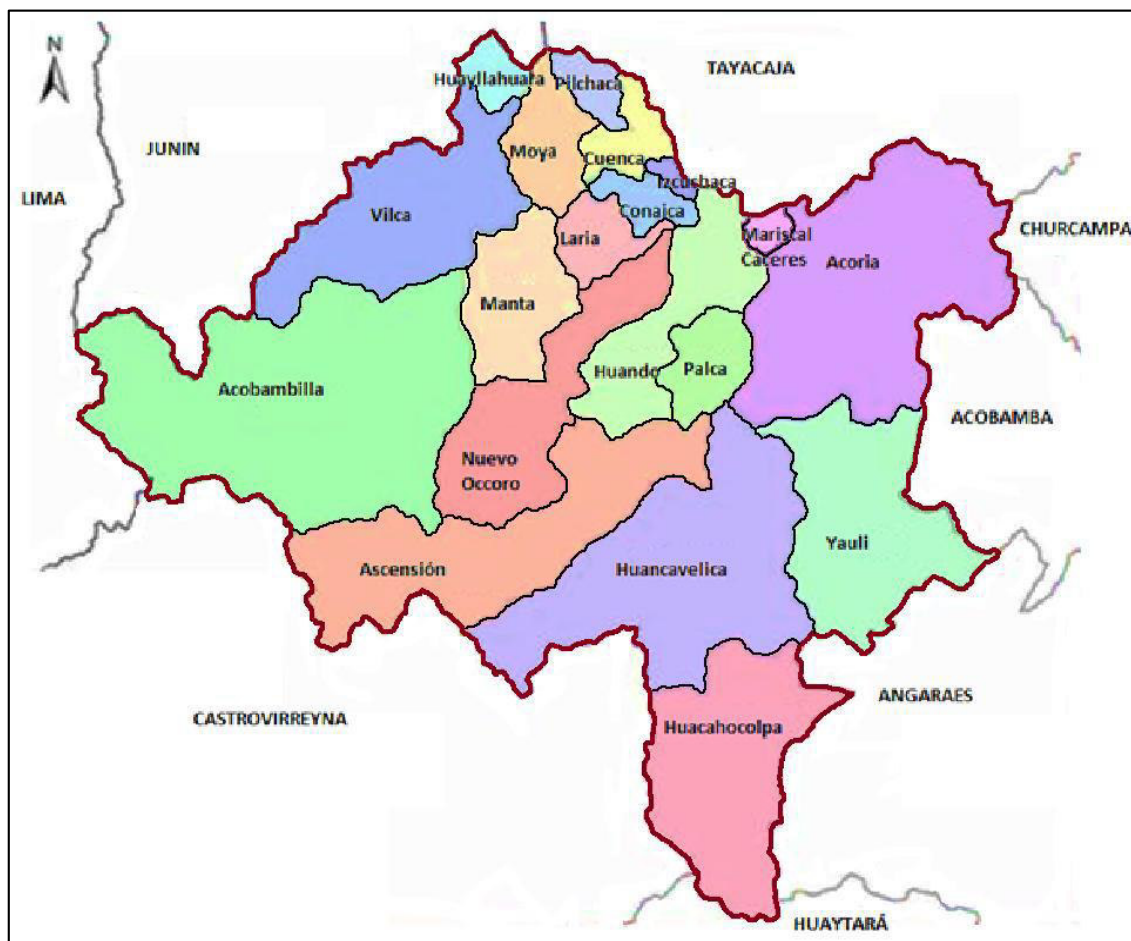 N
TAYACAJA
Huayllahuara
Pilchaca
JUNIN
Moya
Cuenca
Izcuchaca
LIMA
Vilca
Conaica
CHURCAMPA
Laria
Mariscal
Caceres
Acoria
Manta
Huando
Palca
Acobambilla
ACOBAMBA
Nuevo
Occoro
Yauli
Ascensión
Huancavelica
ANGARAES
CASTROVIRREYNA
Huacahocolpa
HUAYTARÁ